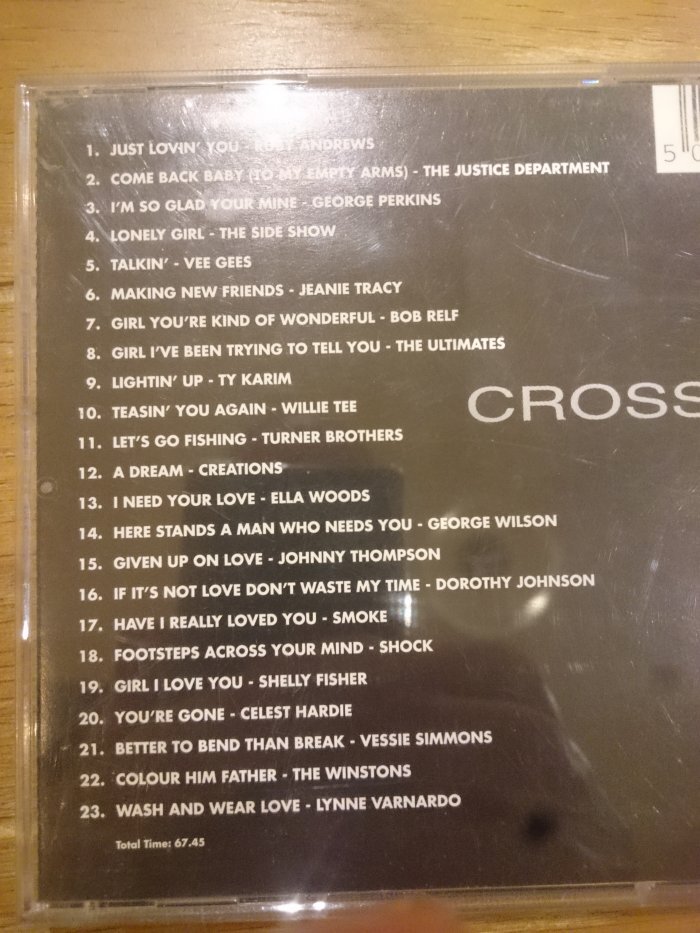 1. JUST LOVIN' YOU - RUBY ANDREWS
2. COME BACK BABY (TO MY EMPTY ARMS) - THE JUSTICE DEPARTMENT
3. I'M SO GLAD YOUR MINE - GEORGE PERKINS
4. LONELY GIRL - THE SIDE SHOW
5. TALKIN' - VEE GEES
6. MAKING NEW FRIENDS - JEANIE TRACY
7. GIRL YOU'RE KIND OF WONDERFUL - BOB RELF
8. GIRL I'VE BEEN TRYING TO TELL YOU - THE ULTIMATES
9. LIGHTIN' UP - TY KARIM
10. TEASIN' YOU AGAIN - WILLIE TEE
11. LET'S GO FISHING - TURNER BROTHERS
12. A DREAM - CREATIONS
13. I NEED YOUR LOVE - ELLA WOODS
14. HERE STANDS A MAN WHO NEEDS YOU - GEORGE WILSON
15. GIVEN UP ON LOVE - JOHNNY THOMPSON
16. IF IT'S NOT LOVE DON'T WASTE MY TIME - DOROTHY JOHNSON
17. HAVE I REALLY LOVED YOU - SMOKE
18. FOOTSTEPS ACROSS YOUR MIND - SHOCK
19. GIRL I LOVE YOU - SHELLY FISHER
20. YOU'RE GONE - CELEST HARDIE
21. BETTER TO BEND THAN BREAK - VESSIE SIMMONS
22. COLOUR HIM FATHER - THE WINSTONS
23. WASH AND WEAR LOVE - LYNNE VARNARDO
Total Time: 67.45
5
CROSS